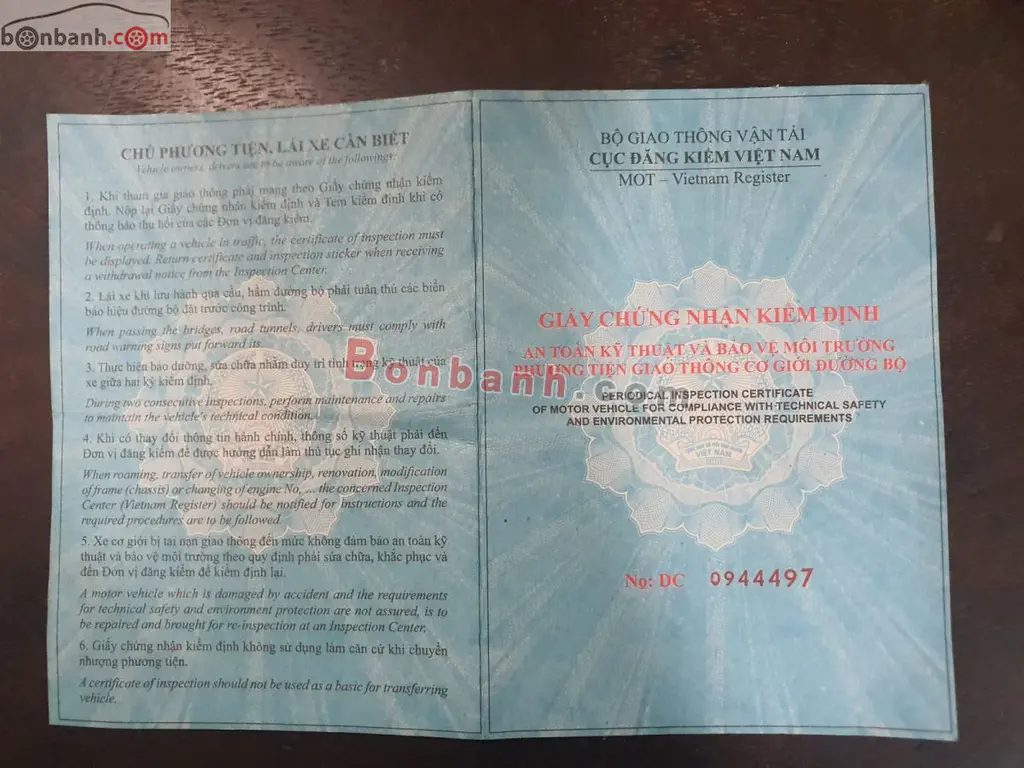 bonbanh.com
CHỦ PHƯƠNG TIỆN, LÁI XE CẦN BIẾT
Vehicle owners, drivers are to be aware of the followings:
1. Khi tham gia giao thông phải mang theo Giấy chứng nhận kiểm
định. Nộp lại Giấy chứng nhận kiểm định và Tem kiểm định khi có
thông báo thu hồi của các Đơn vị đăng kiểm.
When operating a vehicle in traffic, the certificate of inspection must
be displayed. Return certificate and inspection sticker when receiving
a withdrawal notice from the Inspection Center.
2. Lái xe khi lưu hành qua cầu, hầm đường bộ phải tuân thủ các biển
báo hiệu đường bộ đặt trước công trình.
When passing the bridges, road tunnels, drivers must comply with
road warning signs put forward its.
3. Thực hiện bảo dưỡng, sửa chữa nhằm duy trì tình trạng kỹ thuật của
xe giữa hai kỳ kiểm định.
During two consecutive inspections, perform maintenance and repairs
to maintain the vehicle's technical condition.
4. Khi có thay đổi thông tin hành chính, thông số kỹ thuật phải đến
Đơn vị đăng kiểm để được hướng dẫn làm thủ tục ghi nhận thay đổi.
When roaming, transfer of vehicle ownership, renovation, modification
of frame (chassis) or changing of engine No, ... the concerned Inspection
Center (Vietnam Register) should be notified for instructions and the
required procedures are to be followed.
5. Xe cơ giới bị tai nạn giao thông đến mức không đảm bảo an toàn kỹ
thuật và bảo vệ môi trường theo quy định phải sửa chữa, khắc phục và
đến Đơn vị đăng kiểm để kiểm định lại.
A motor vehicle which is damaged by accident and the requirements
for technical safety and environment protection are not assured, is to
be repaired and brought for re-inspection at an Inspection Center.
6. Giấy chứng nhận kiểm định không sử dụng làm căn cứ khi chuyển
nhượng phương tiện.
A certificate of inspection should not be used as a basic for transferring
vehicle.
BỘ GIAO THÔNG VẬN TẢI
CỤC ĐĂNG KIỂM VIỆT NAM
MOT – Vietnam Register
GIẤY CHỨNG NHẬN KIỂM ĐỊNH
AN TOÀN KỸ THUẬT VÀ BẢO VỆ MÔI TRƯỜNG
PHƯƠNG TIỆN GIAO THÔNG CƠ GIỚI ĐƯỜNG BỘ
PERIODICAL INSPECTION CERTIFICATE
OF MOTOR VEHICLE FOR COMPLIANCE WITH TECHNICAL SAFETY
AND ENVIRONMENTAL PROTECTION REQUIREMENTS
VIỆT NAM
Nọ: DC 0944497
Bonbanh.com